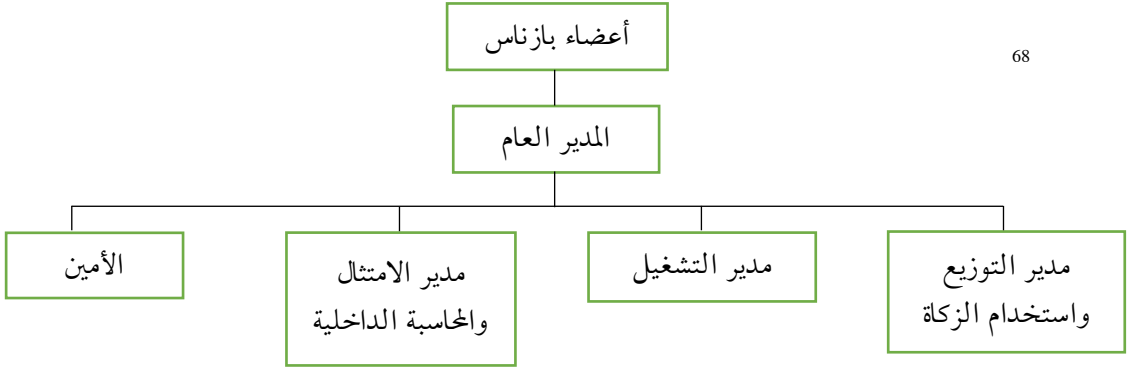 أعضاء بازناس
68
المدير العام
مدير التوزيع
واستخدام الزكاة
مدير التشغيل
مدير الامتثال
والمحاسبة الداخلية
الأمين